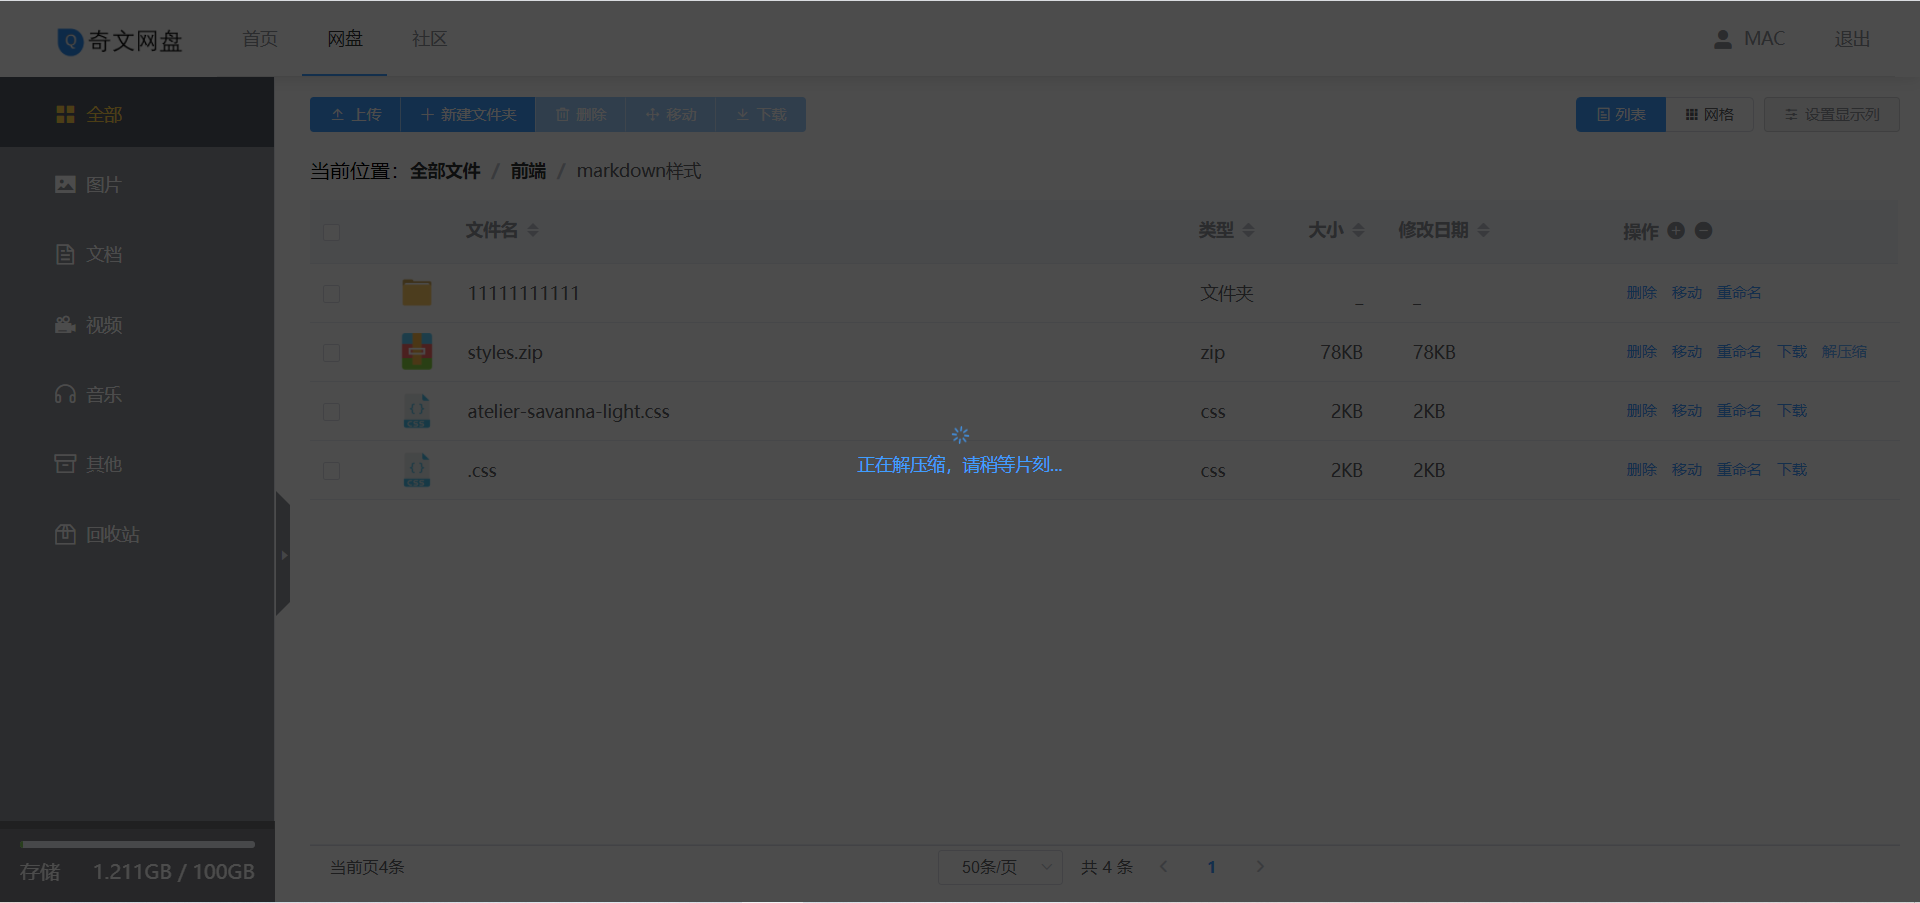 Q 奇文网盘 首页 网盘 社区 MAC 退出
全部
图片
文档
视频
音乐
其他
回收站
存储 1.211GB / 100GB
上传 新建文件夹 删除 移动 下载 列表 网格 设置显示列
当前位置： 全部文件 / 前端 / markdown样式
文件名 类型 大小 修改日期 操作
11111111111 文件夹 _ _ 删除 移动 重命名
styles.zip zip 78KB 78KB 删除 移动 重命名 下载 解压缩
atelier-savanna-light.css css 2KB 2KB 删除 移动 重命名 下载
.css css 2KB 2KB 删除 移动 重命名 下载
正在解压缩，请稍等片刻...
当前页4条 50条/页 共 4 条 1